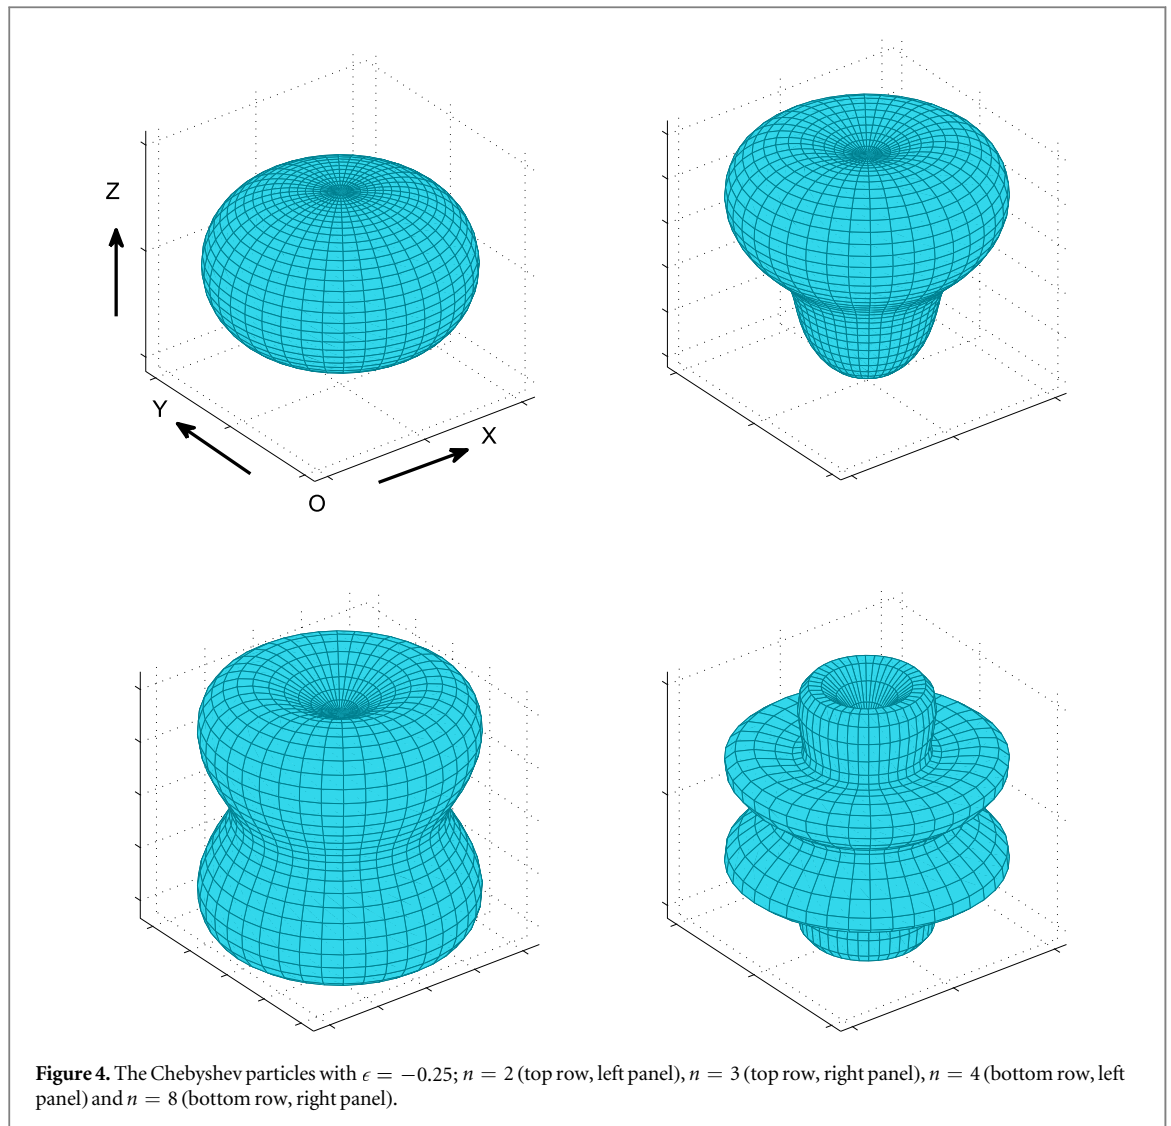 Z
Y
X
O
Figure 4. The Chebyshev particles with ϵ = −0.25; n = 2 (top row, left panel), n = 3 (top row, right panel), n = 4 (bottom row, left
panel) and n = 8 (bottom row, right panel).